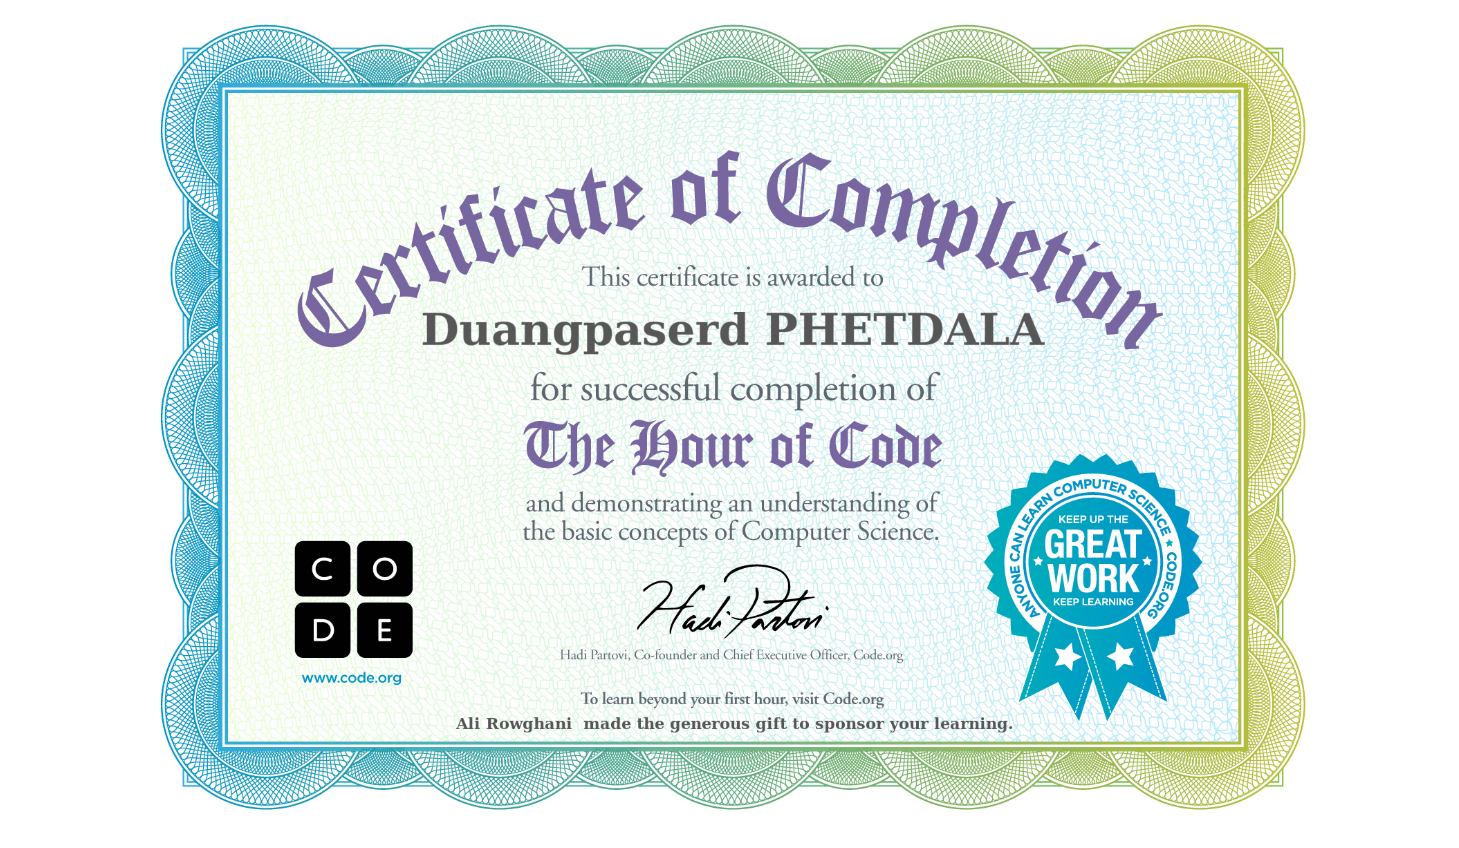 Certificate of Completion
This certificate is awarded to
Duangpaserd PHETDALA
for successful completion of
The Hour of Code
and demonstrating an understanding of
the basic concepts of Computer Science.
C O
D E
www.code.org
Hadi Partovi
Hadi Partovi, Co-founder and Chief Executive Officer, Code.org
ANYONE CAN LEARN COMPUTER SCIENCE ★ CODE.ORG
KEEP UP THE
GREAT
WORK
KEEP LEARNING
To learn beyond your first hour, visit Code.org
Ali Rowghani  made the generous gift to sponsor your learning.